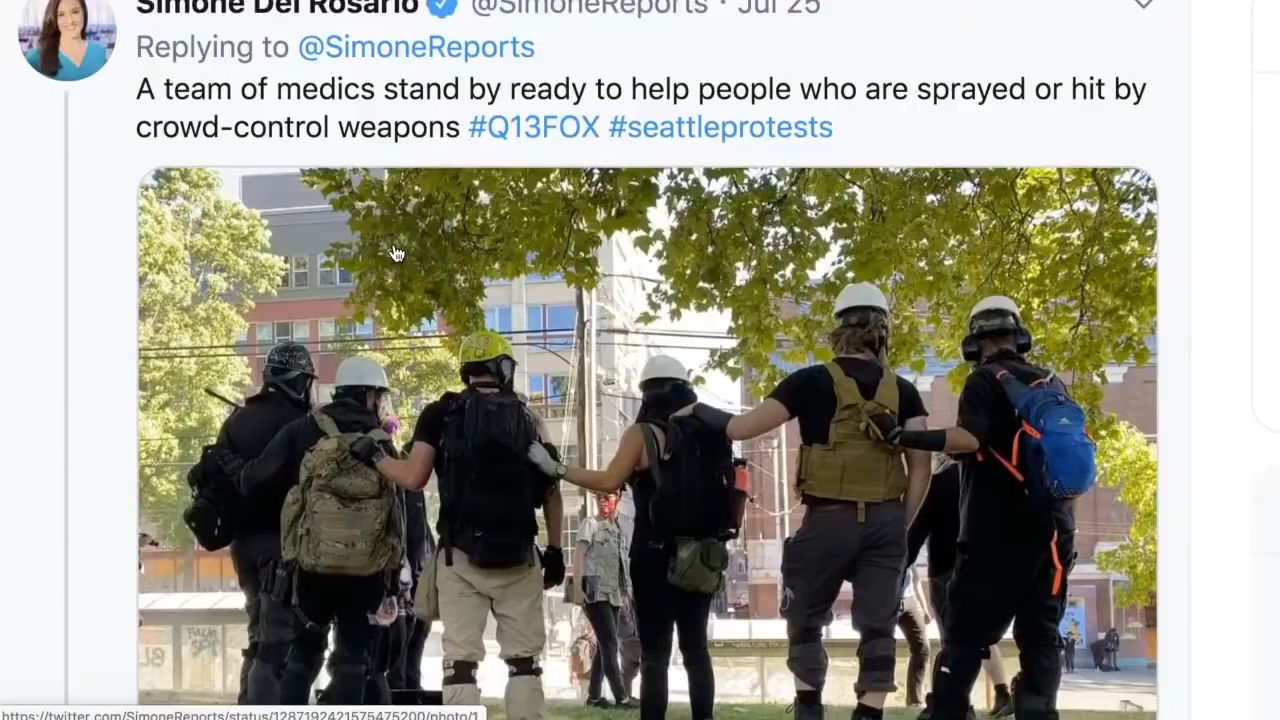 Simone Del Rosario @SimoneReports · Jul 25
Replying to @SimoneReports
A team of medics stand by ready to help people who are sprayed or hit by
crowd-control weapons #Q13FOX #seattleprotests
https://twitter.com/SimoneReports/status/1287192421575475200/photo/1